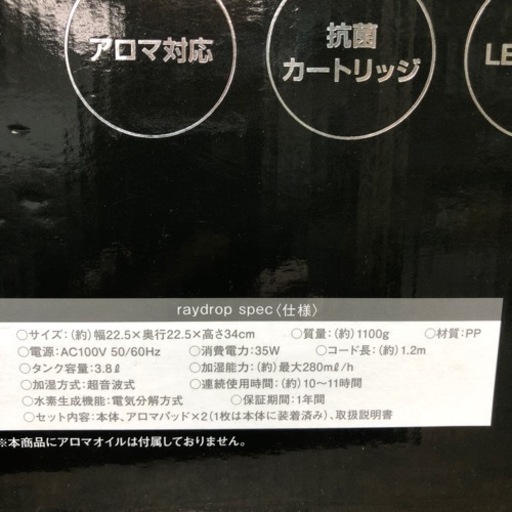 アロマ対応
抗菌
カートリッジ
LE
raydrop spec〈仕様〉
○サイズ：(約)幅22.5×奥行22.5×高さ34cm ○質量：(約)1100g ○材質：PP
○電源：AC100V 50/60Hz ○消費電力：35W ○コード長：(約)1.2m
○タンク容量：3.8ℓ ○加湿能力：(約)最大280mℓ/h
○加湿方式：超音波式 ○連続使用時間：(約)10〜11時間
○水素生成機能：電気分解方式 ○保証期間：1年間
○セット内容：本体、アロマパッド×2(1枚は本体に装着済み)、取扱説明書
※本商品にアロマオイルは付属しておりません。